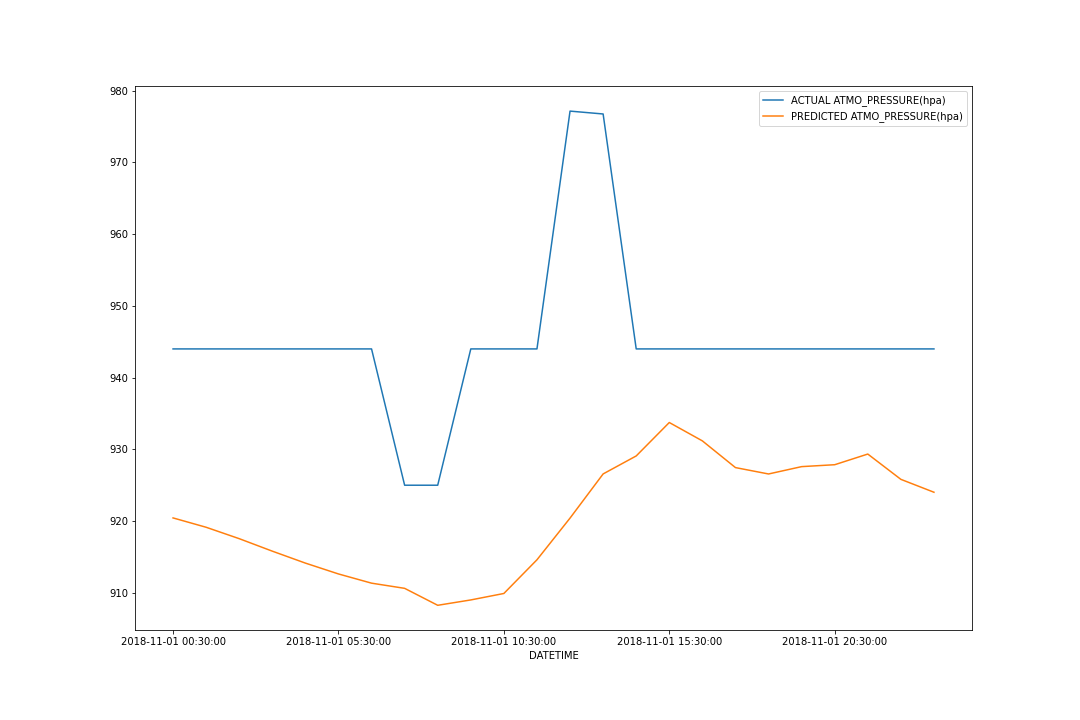 ACTUAL ATMO_PRESSURE(hpa)
PREDICTED ATMO_PRESSURE(hpa)
980
970
960
950
940
930
920
910
2018-11-01 00:30:00 2018-11-01 05:30:00 2018-11-01 10:30:00 2018-11-01 15:30:00 2018-11-01 20:30:00
DATETIME